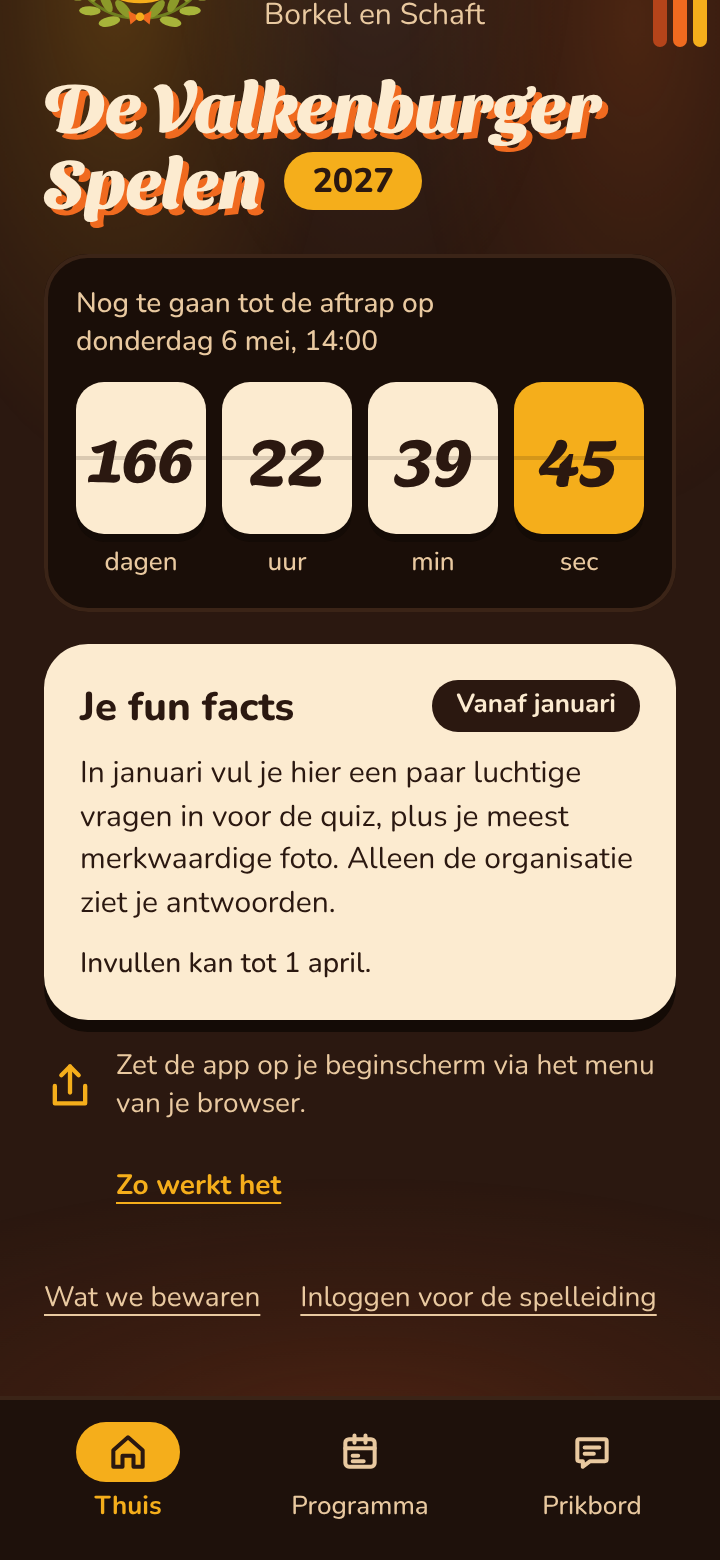 Borkel en Schaft
De Valkenburger
Spelen 2027
Nog te gaan tot de aftrap op
donderdag 6 mei, 14:00
166 22 39 45
dagen uur min sec
Je fun facts Vanaf januari
In januari vul je hier een paar luchtige
vragen in voor de quiz, plus je meest
merkwaardige foto. Alleen de organisatie
ziet je antwoorden.
Invullen kan tot 1 april.
Zet de app op je beginscherm via het menu
van je browser.
Zo werkt het
Wat we bewaren Inloggen voor de spelleiding
Thuis Programma Prikbord